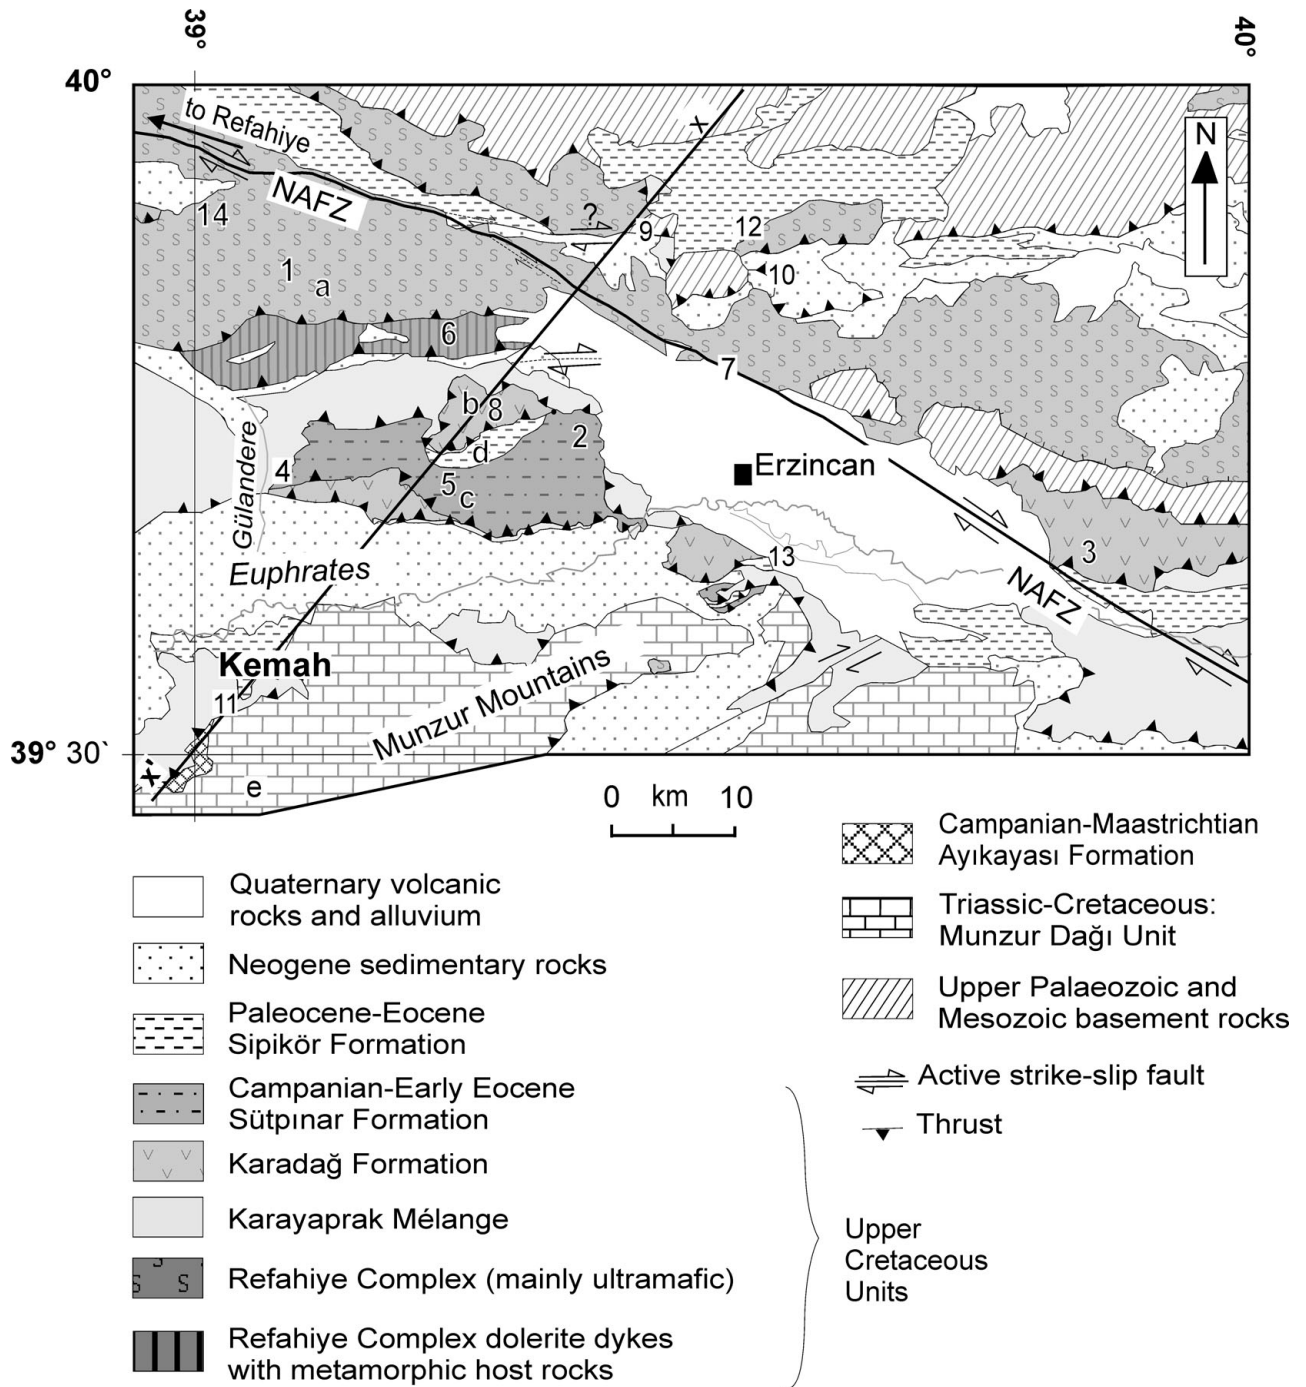 39°
40°
40°
to Refahiye
x
N
NAFZ
14
?
9
12
1
a
10
6
7
b
8
2
d
Erzincan
4
5
c
Gülandere
3
13
Euphrates
NAFZ
Kemah
11
Munzur Mountains
39° 30`
x'
e
0 km 10
Quaternary volcanic
rocks and alluvium
Neogene sedimentary rocks
Paleocene-Eocene
Sipikör Formation
Campanian-Early Eocene
Sütpınar Formation
Karadağ Formation
Karayaprak Mélange
Refahiye Complex (mainly ultramafic)
Refahiye Complex dolerite dykes
with metamorphic host rocks
Upper
Cretaceous
Units
Campanian-Maastrichtian
Ayıkayası Formation
Triassic-Cretaceous:
Munzur Dağı Unit
Upper Palaeozoic and
Mesozoic basement rocks
Active strike-slip fault
Thrust